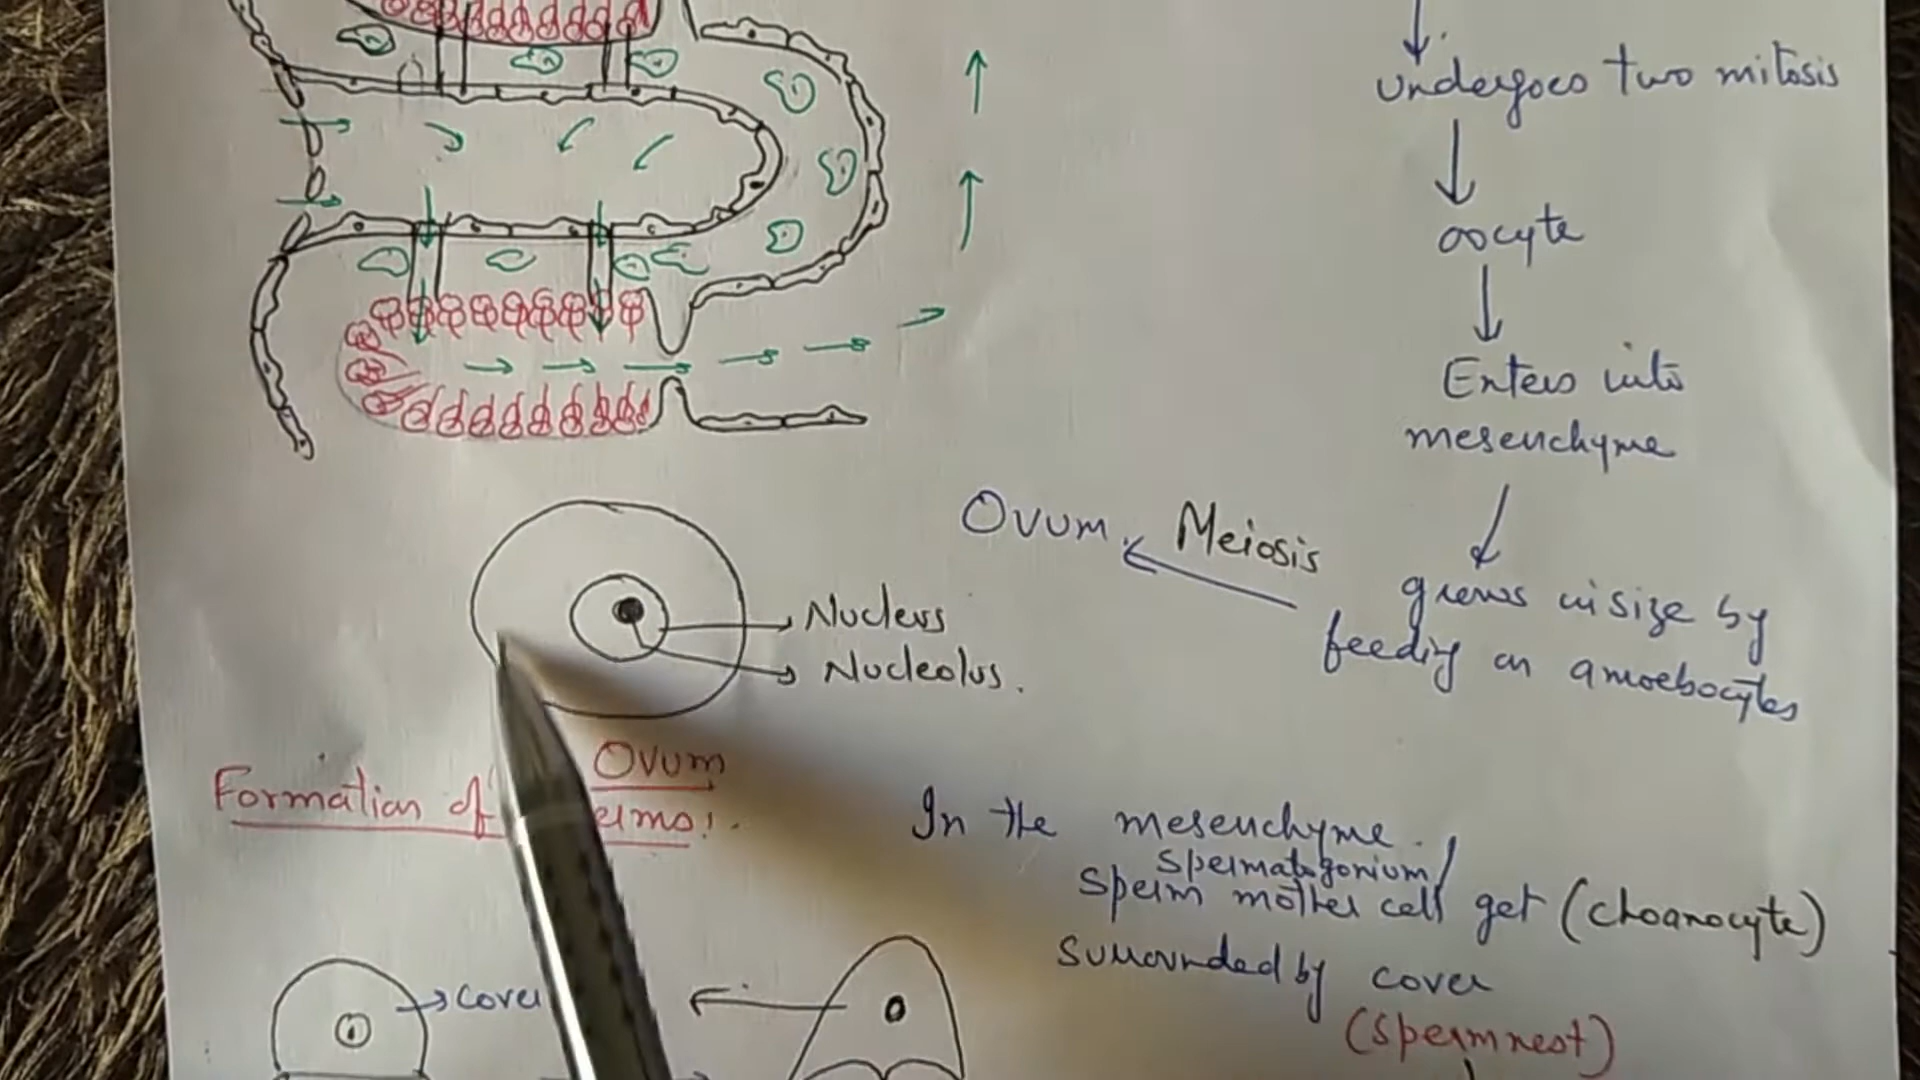 undergoes two mitosis
oocyte
Enters into
mesenchyme
Ovum Meiosis
grows in size by
feeding on amoebocytes
Nucleus
Nucleolus.
Ovum
Formation of
In the mesenchyme.
Spermatogonium/
Sperm mother cell get (choanocyte)
Surrounded by cover
(Spermnest)
cover